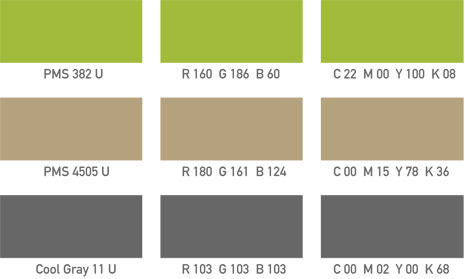 PMS 382 U R 160 G 186 B 60 C 22 M 00 Y 100 K 08
PMS 4505 U R 180 G 161 B 124 C 00 M 15 Y 78 K 36
Cool Gray 11 U R 103 G 103 B 103 C 00 M 02 Y 00 K 68